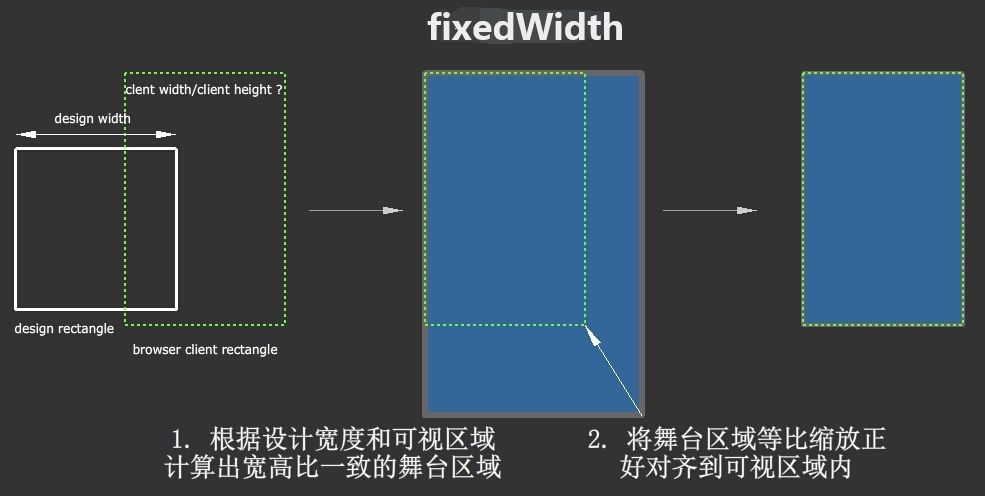 fixedWidth
clent width/client height ?
design width
design rectangle
browser client rectangle
1. 根据设计宽度和可视区域
计算出宽高比一致的舞台区域
2. 将舞台区域等比缩放正
好对齐到可视区域内